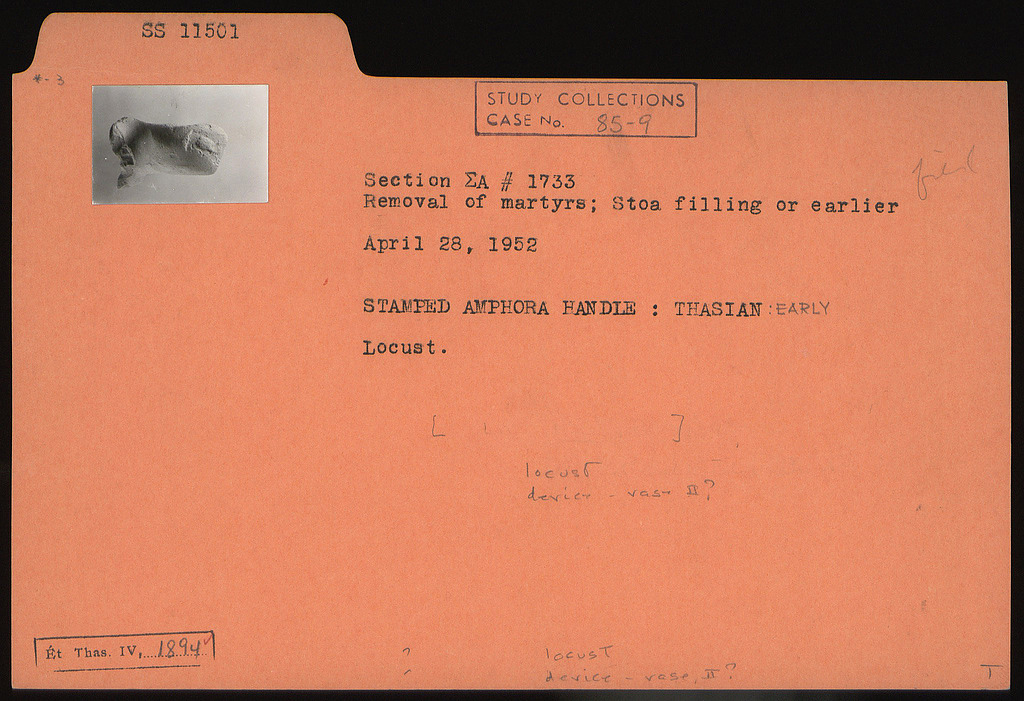 SS 11501
*- 3
STUDY COLLECTIONS
CASE No. 85-9
Section ΣA # 1733
Removal of martyrs; Stoa filling or earlier
April 28, 1952
STAMPED AMPHORA HANDLE : THASIAN : EARLY
Locust.
[ ]
locust
device - vase II?
Ét Thas. IV, 1894
? locust
device - vase, II?
T